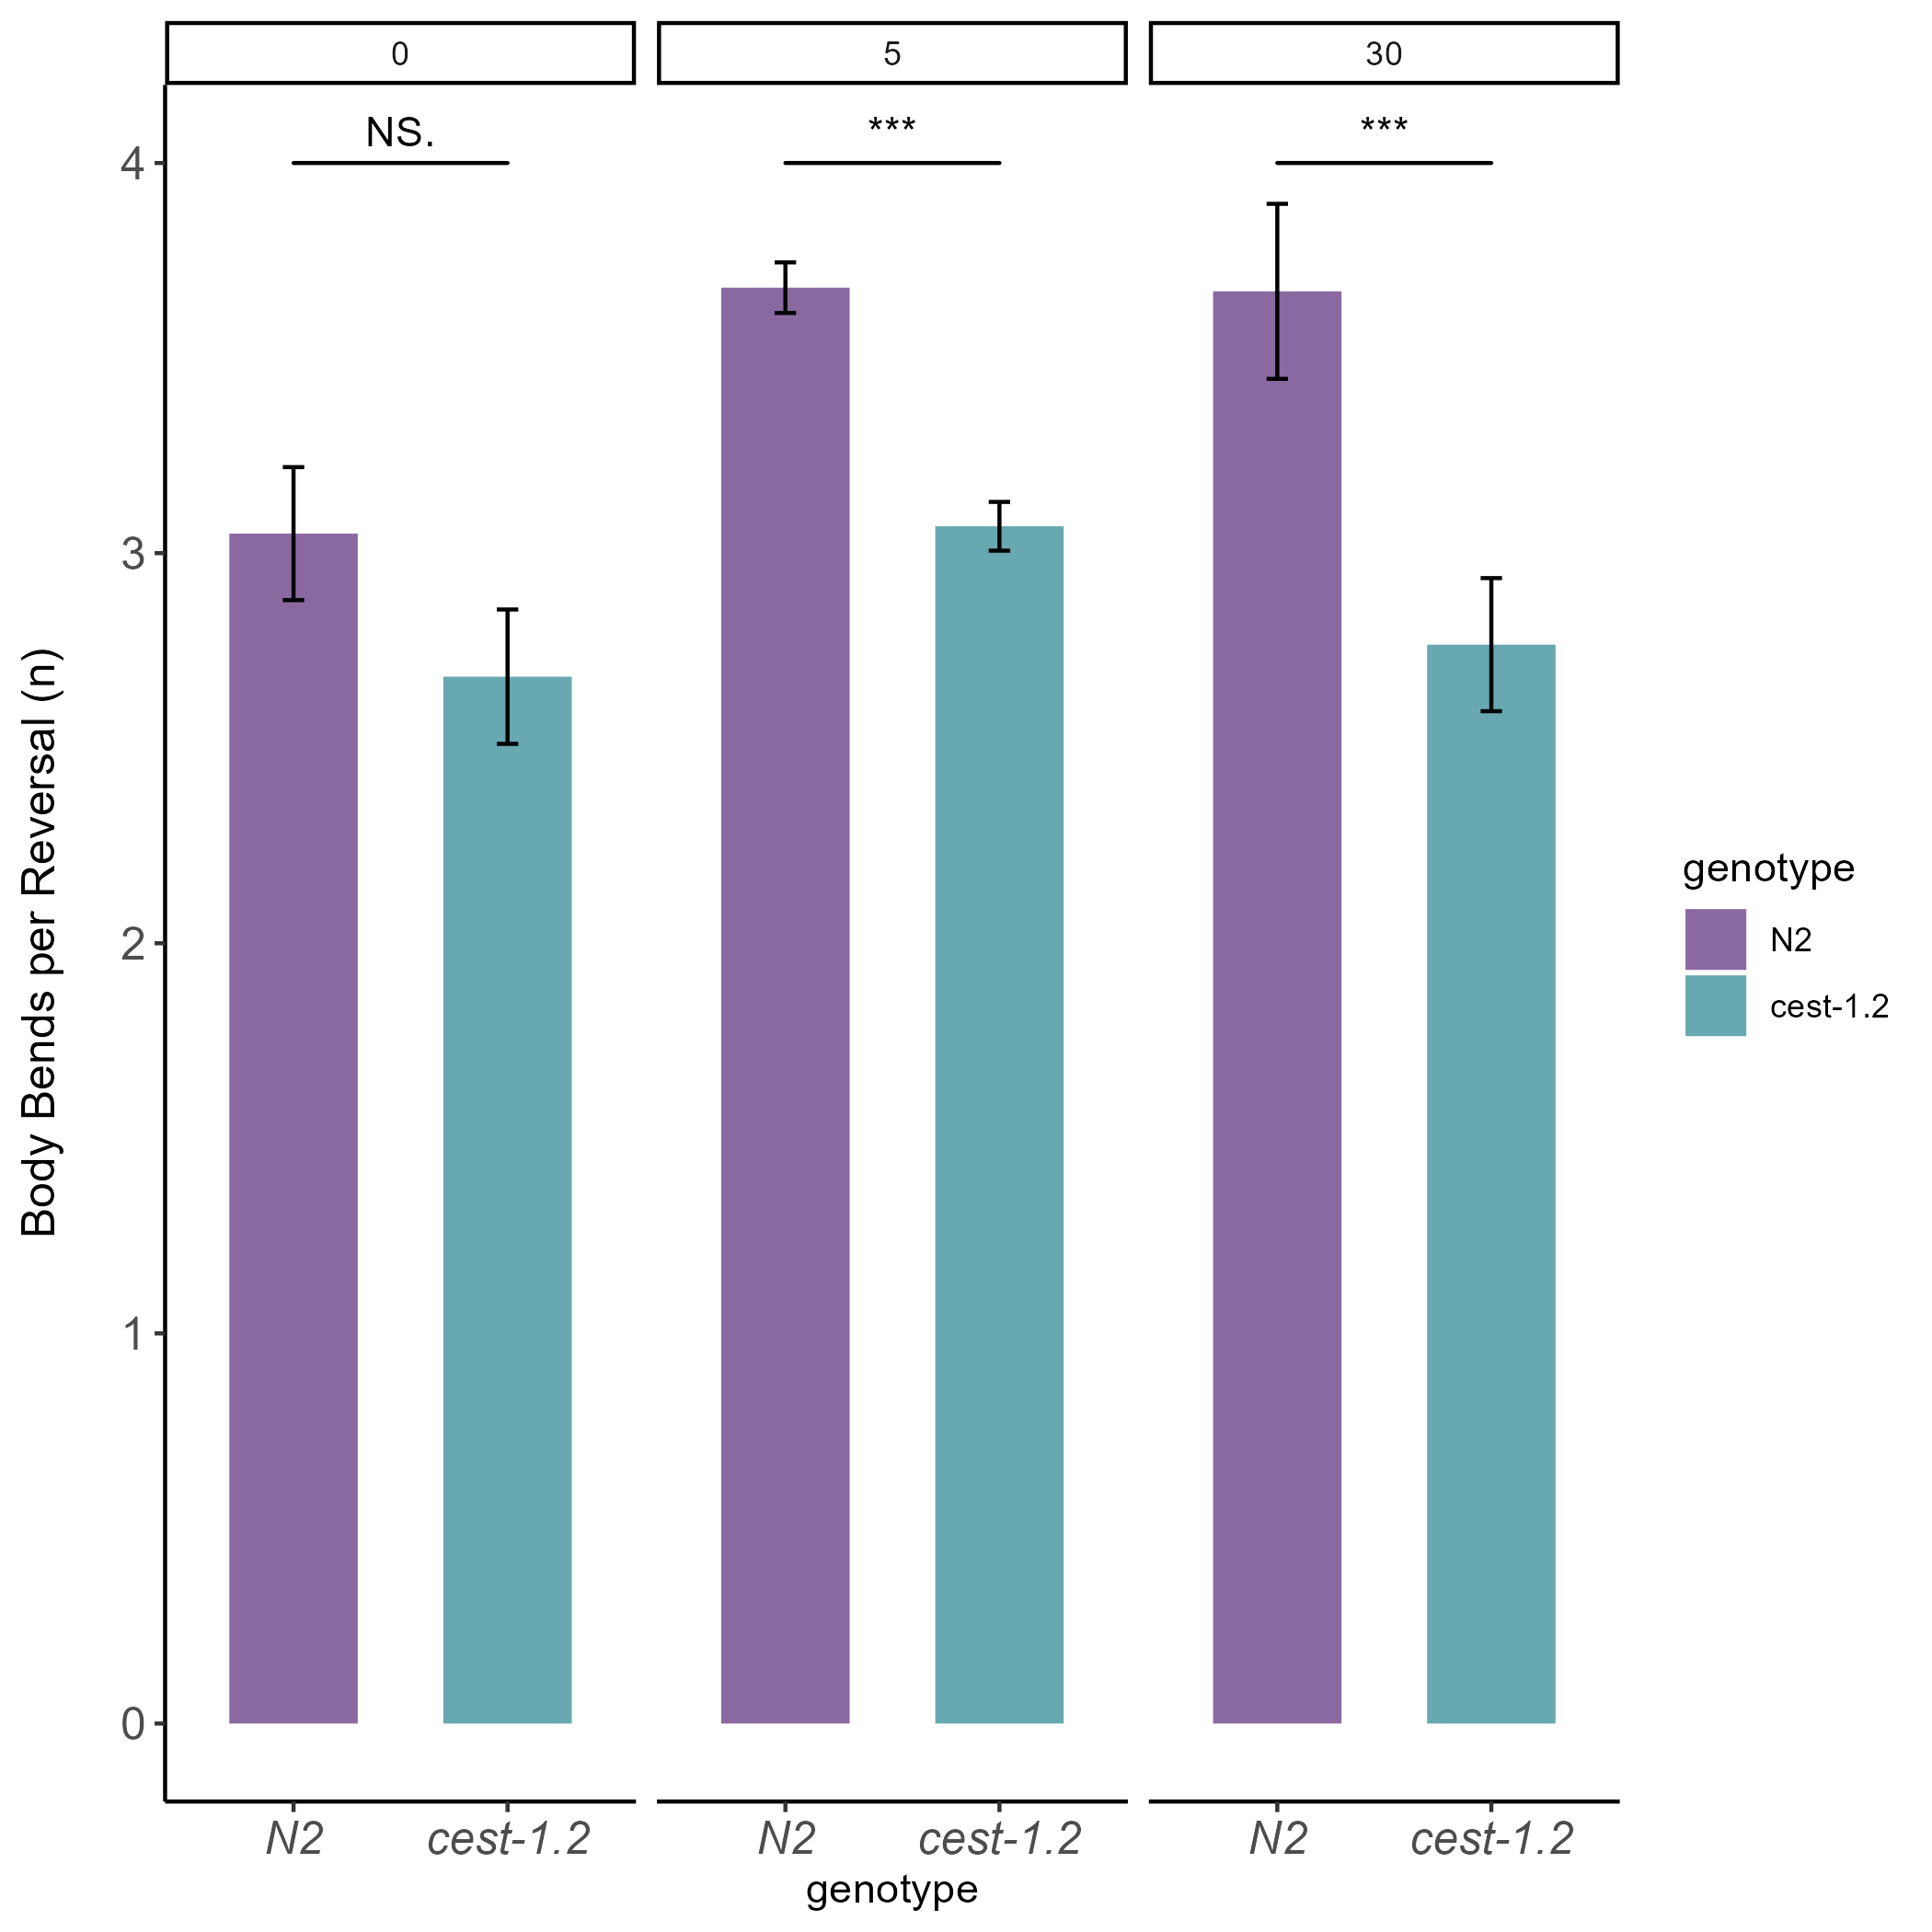 0 5 30
NS. *** ***
4
3
2
1
0
Body Bends per Reversal (n)
N2 cest-1.2 N2 cest-1.2 N2 cest-1.2
genotype
genotype
N2
cest-1.2